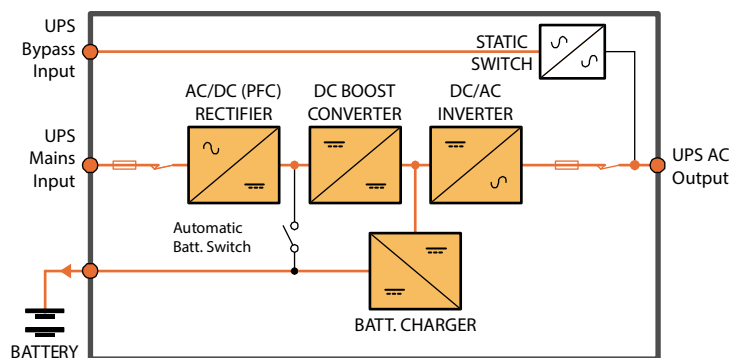 UPS
Bypass
Input
STATIC
SWITCH
AC/DC (PFC)
RECTIFIER
DC BOOST
CONVERTER
DC/AC
INVERTER
UPS
Mains
Input
UPS AC
Output
Automatic
Batt. Switch
BATT. CHARGER
BATTERY